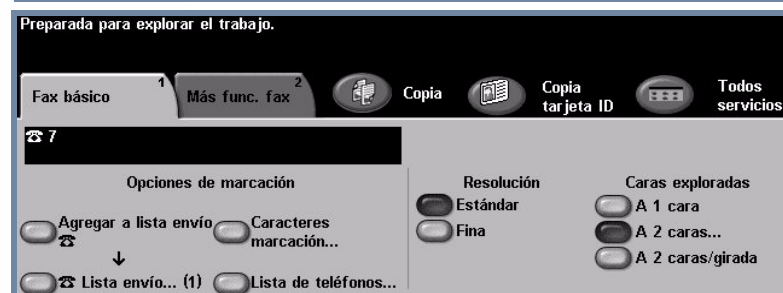 Preparada para explorar el trabajo.
Fax básico 1
Más func. fax 2
Copia
Copia
tarjeta ID
Todos
servicios
☎ 7
Opciones de marcación
Agregar a lista envío
☎
Caracteres
marcación...
↓
☎ Lista envío... (1)
Lista de teléfonos...
Resolución
Estándar
Fina
Caras exploradas
A 1 cara
A 2 caras...
A 2 caras/girada